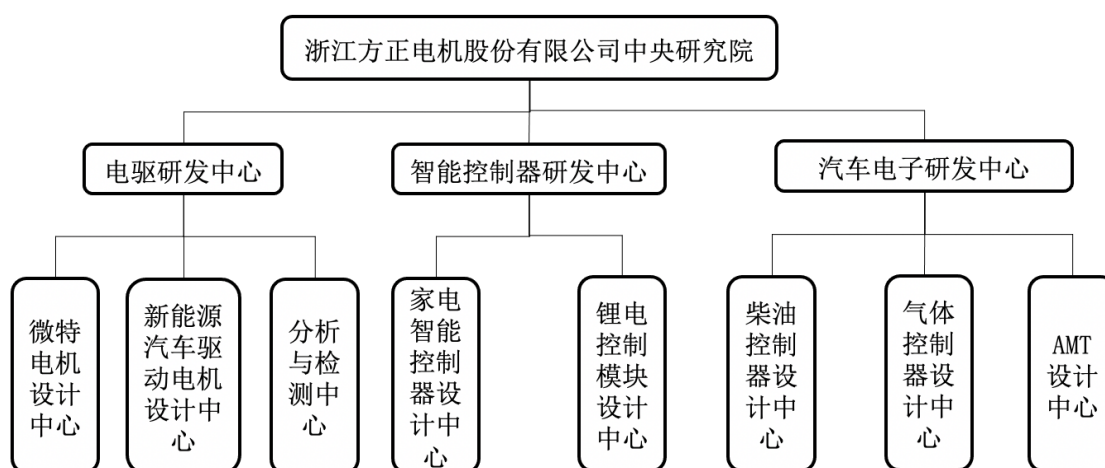 浙江方正电机股份有限公司中央研究院
电驱研发中心
智能控制器研发中心
汽车电子研发中心
微特
电机
设计
中心
新能源
汽车驱
动电机
设计中
心
分析
与检
测中
心
家电
智能
控制
器设
计中
心
锂电
控制
模块
设计
中心
柴油
控制
器设
计中
心
气体
控制
器设
计中
心
AMT
设计
中心